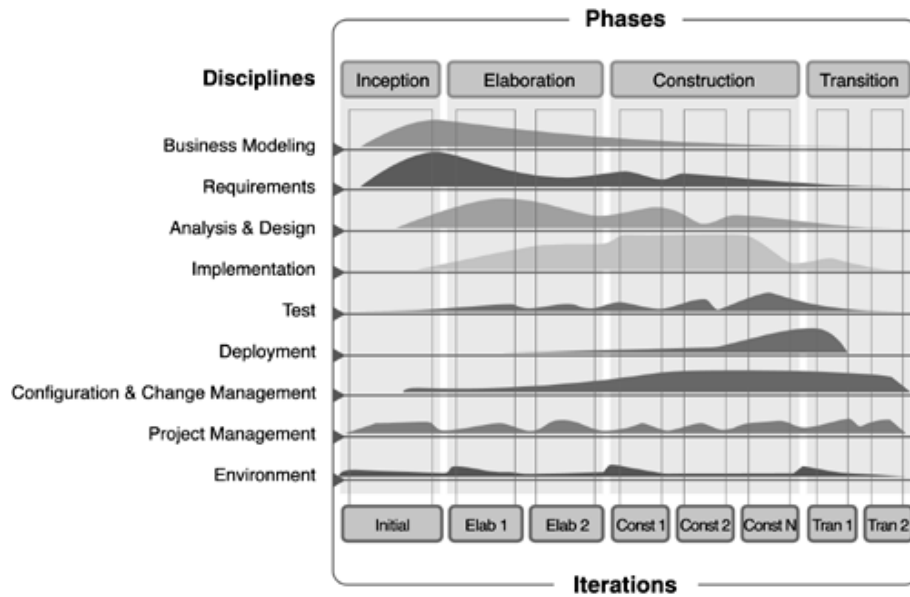 Phases
Disciplines
Inception
Elaboration
Construction
Transition
Business Modeling
Requirements
Analysis & Design
Implementation
Test
Deployment
Configuration & Change Management
Project Management
Environment
Initial
Elab 1
Elab 2
Const 1
Const 2
Const N
Tran 1
Tran 2
Iterations